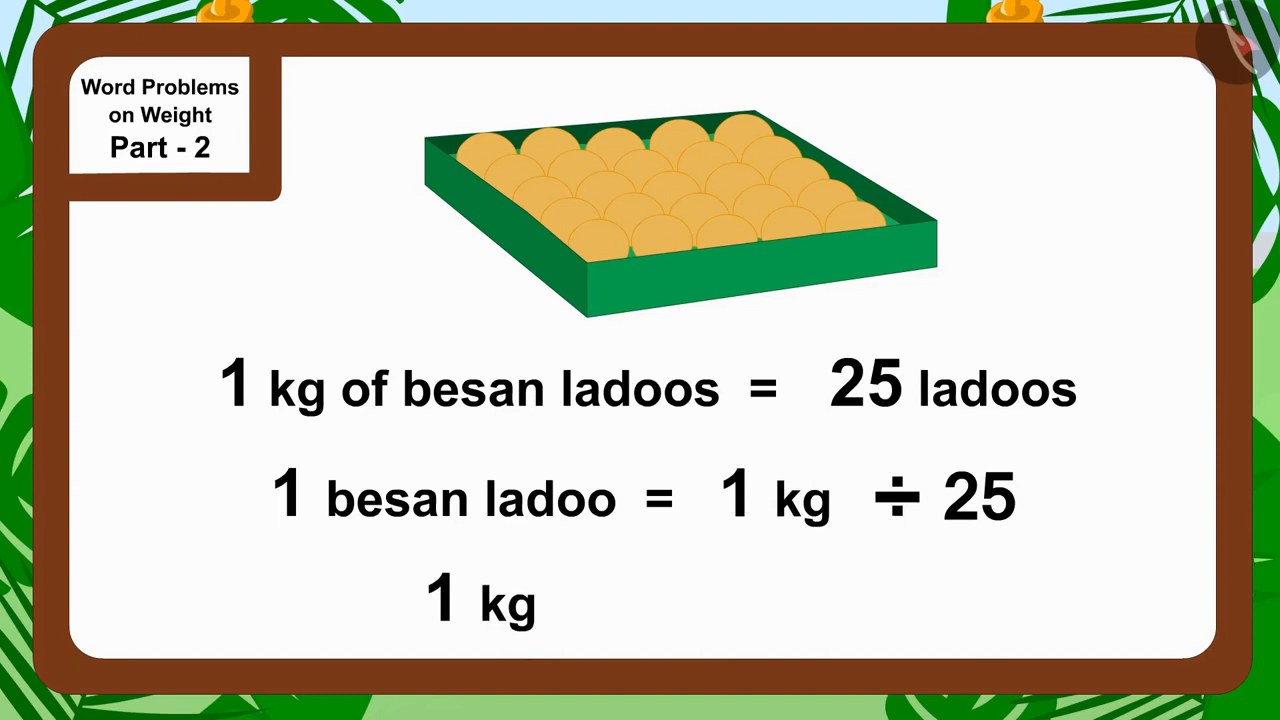 Word Problems
on Weight
Part - 2
1 kg of besan ladoos = 25 ladoos
1 besan ladoo = 1 kg ÷ 25
1 kg